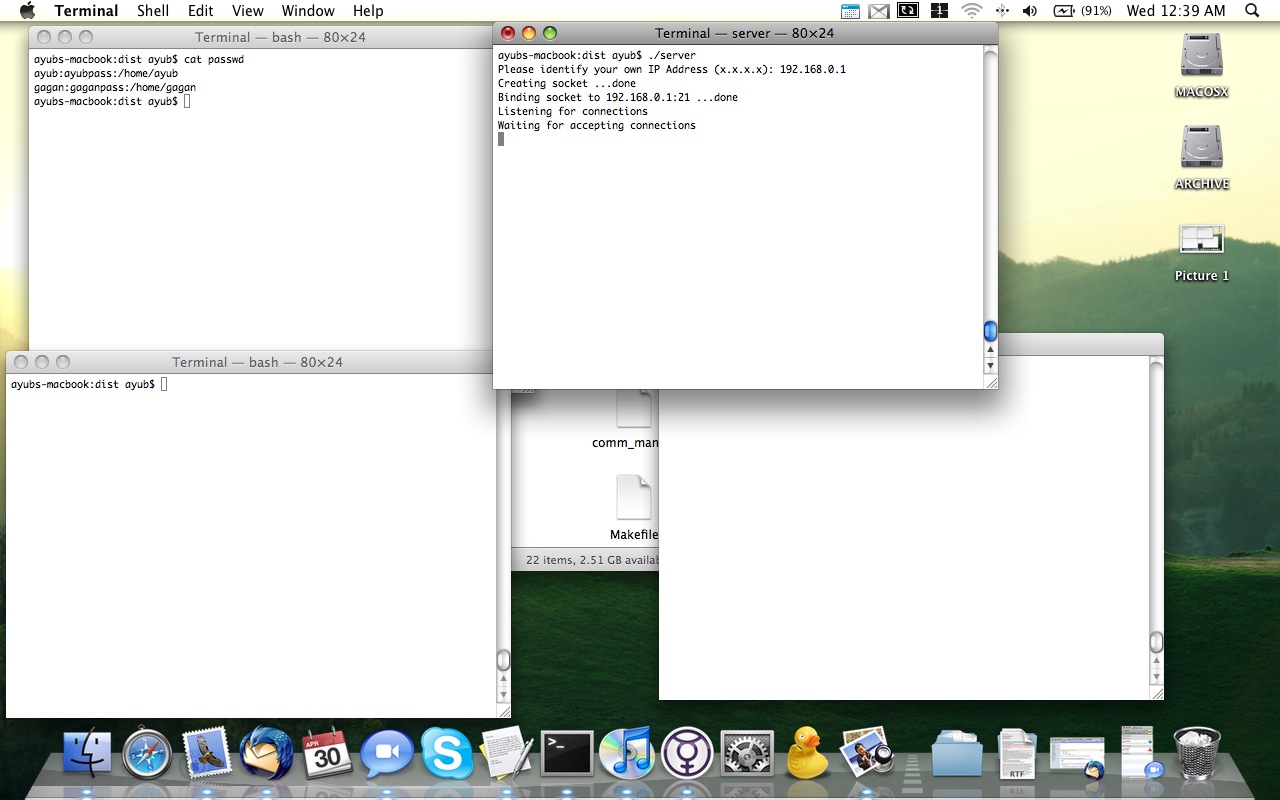 Terminal Shell Edit View Window Help
(91%) Wed 12:39 AM
Terminal — bash — 80×24
ayubs-macbook:dist ayub$ cat passwd
ayub:ayubpass:/home/ayub
gagan:gaganpass:/home/gagan
ayubs-macbook:dist ayub$
Terminal — server — 80×24
ayubs-macbook:dist ayub$ ./server
Please identify your own IP Address (x.x.x.x): 192.168.0.1
Creating socket ...done
Binding socket to 192.168.0.1:21 ...done
Listening for connections
Waiting for accepting connections
MACOSX
ARCHIVE
Picture 1
Terminal — bash — 80×24
ayubs-macbook:dist ayub$
comm_man
Makefile
22 items, 2.51 GB availab
APR
30
RTF